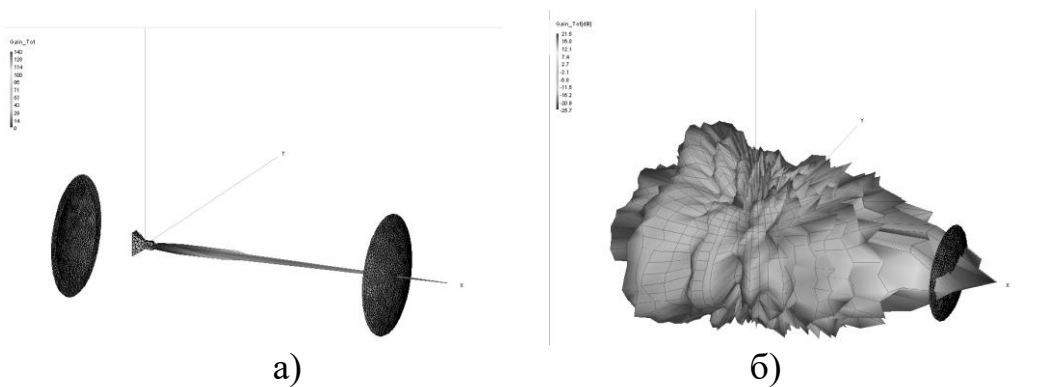 Gain_Tot
140
128
114
100
85
71
57
43
29
14
0
Y
X
Gain_Tot[dB]
21.5
16.8
12.1
7.4
2.7
-2.1
-6.8
-11.5
-16.2
-20.9
-25.7
Y
X
а)
б)